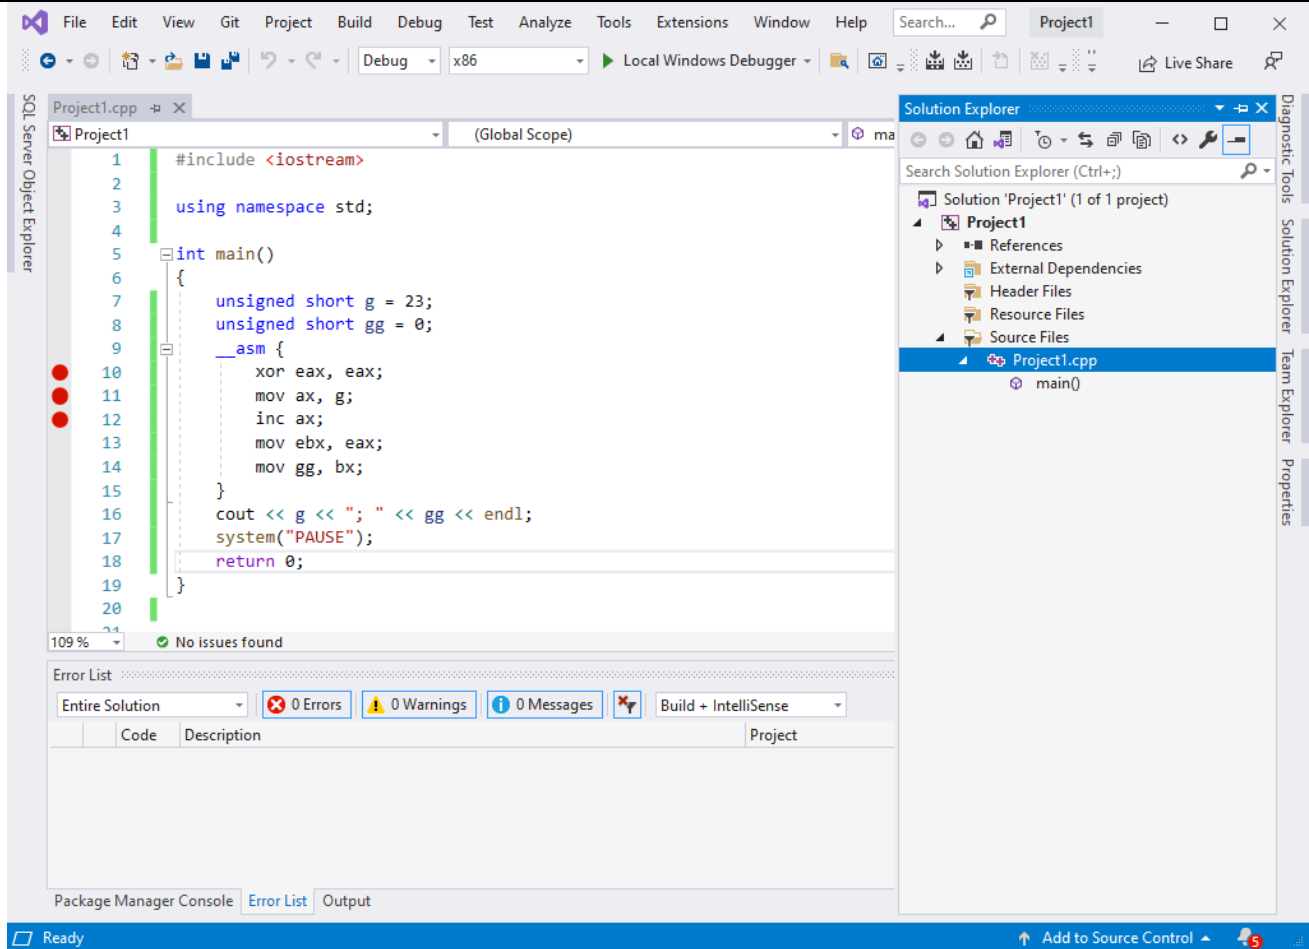 File Edit View Git Project Build Debug Test Analyze Tools Extensions Window Help Search... Project1
Debug x86 Local Windows Debugger Live Share
SQL Server Object Explorer
Project1.cpp
Project1 (Global Scope) ma
1 #include <iostream>
2
3 using namespace std;
4
5 int main()
6 {
7 unsigned short g = 23;
8 unsigned short gg = 0;
9 __asm {
10 xor eax, eax;
11 mov ax, g;
12 inc ax;
13 mov ebx, eax;
14 mov gg, bx;
15 }
16 cout << g << "; " << gg << endl;
17 system("PAUSE");
18 return 0;
19 }
20
21
109 % No issues found
Error List
Entire Solution 0 Errors 0 Warnings 0 Messages Build + IntelliSense
Code Description Project
Package Manager Console Error List Output
Solution Explorer
Search Solution Explorer (Ctrl+;)
Solution 'Project1' (1 of 1 project)
Project1
References
External Dependencies
Header Files
Resource Files
Source Files
Project1.cpp
main()
Diagnostic Tools
Solution Explorer
Team Explorer
Properties
Ready Add to Source Control 5